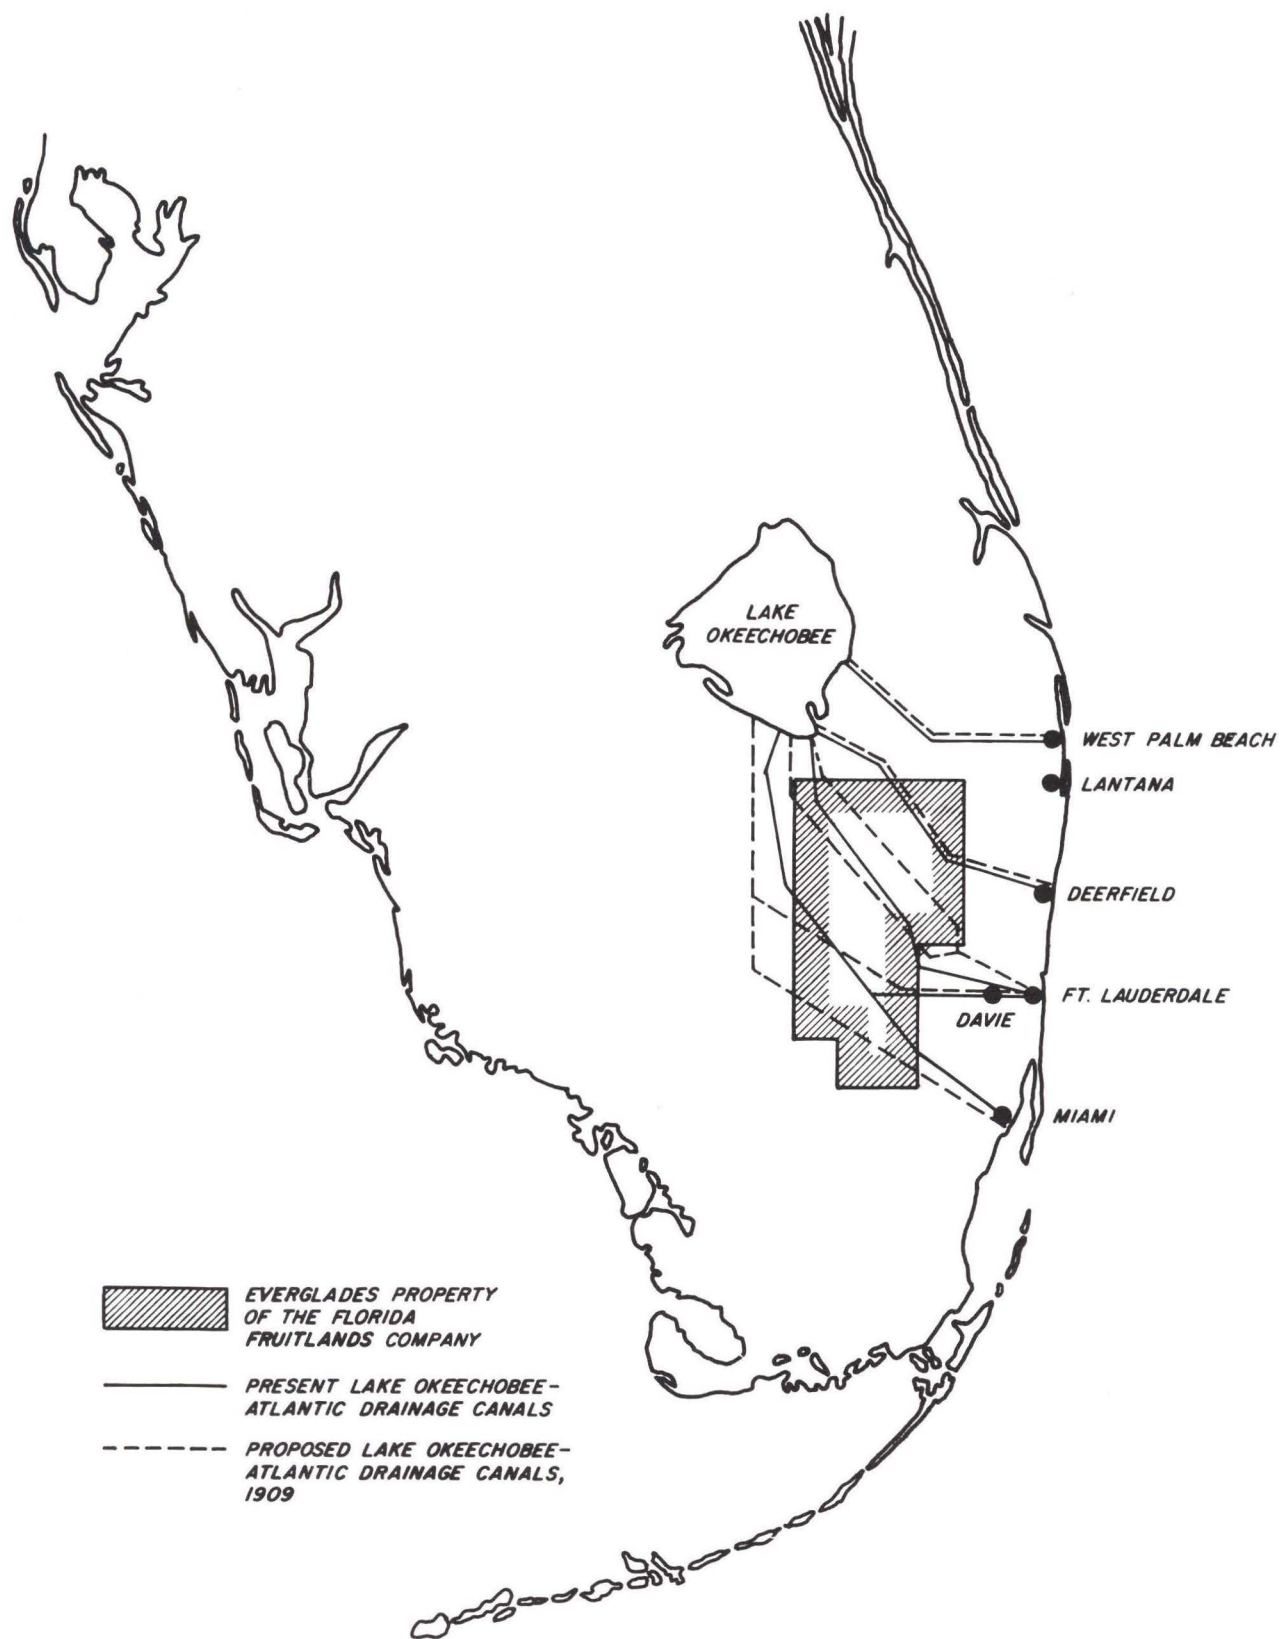 LAKE
OKEECHOBEE
WEST PALM BEACH
LANTANA
DEERFIELD
FT. LAUDERDALE
DAVIE
MIAMI
EVERGLADES PROPERTY
OF THE FLORIDA
FRUITLANDS COMPANY
PRESENT LAKE OKEECHOBEE-
ATLANTIC DRAINAGE CANALS
PROPOSED LAKE OKEECHOBEE-
ATLANTIC DRAINAGE CANALS,
1909